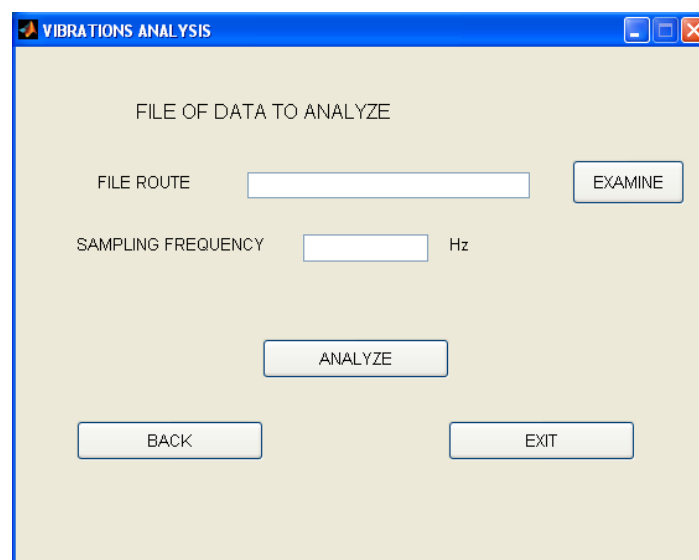 VIBRATIONS ANALYSIS
FILE OF DATA TO ANALYZE
FILE ROUTE EXAMINE
SAMPLING FREQUENCY Hz
ANALYZE
BACK EXIT